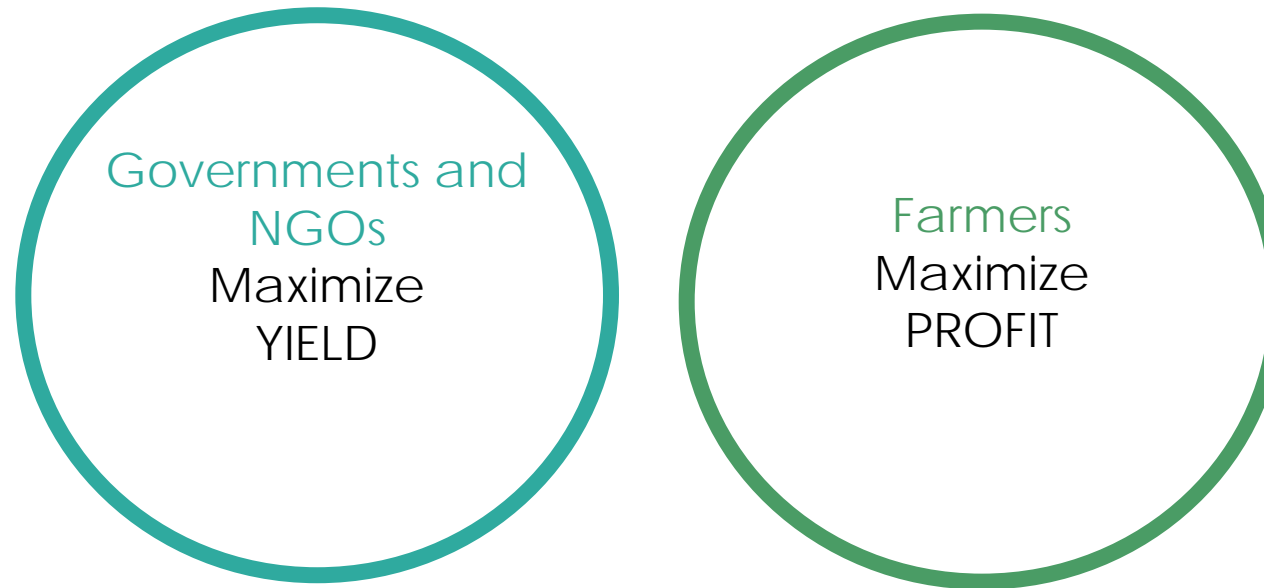 Governments and
NGOs
Maximize
YIELD
Farmers
Maximize
PROFIT